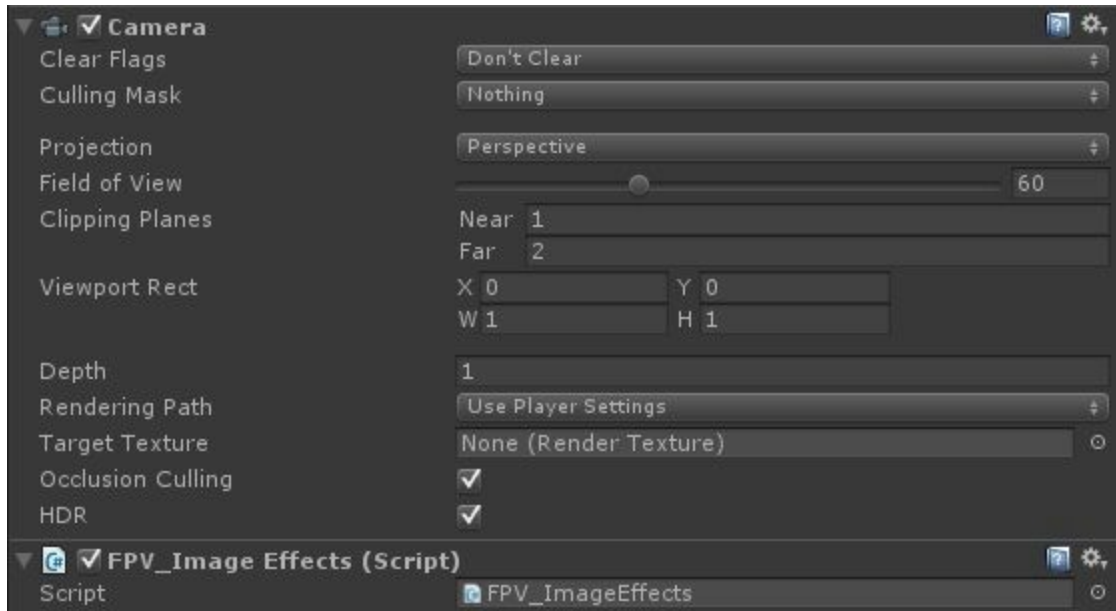 Camera
Clear Flags Don't Clear
Culling Mask Nothing
Projection Perspective
Field of View 60
Clipping Planes Near 1
Far 2
Viewport Rect X 0 Y 0
W 1 H 1
Depth 1
Rendering Path Use Player Settings
Target Texture None (Render Texture)
Occlusion Culling
HDR
FPV_Image Effects (Script)
Script FPV_ImageEffects